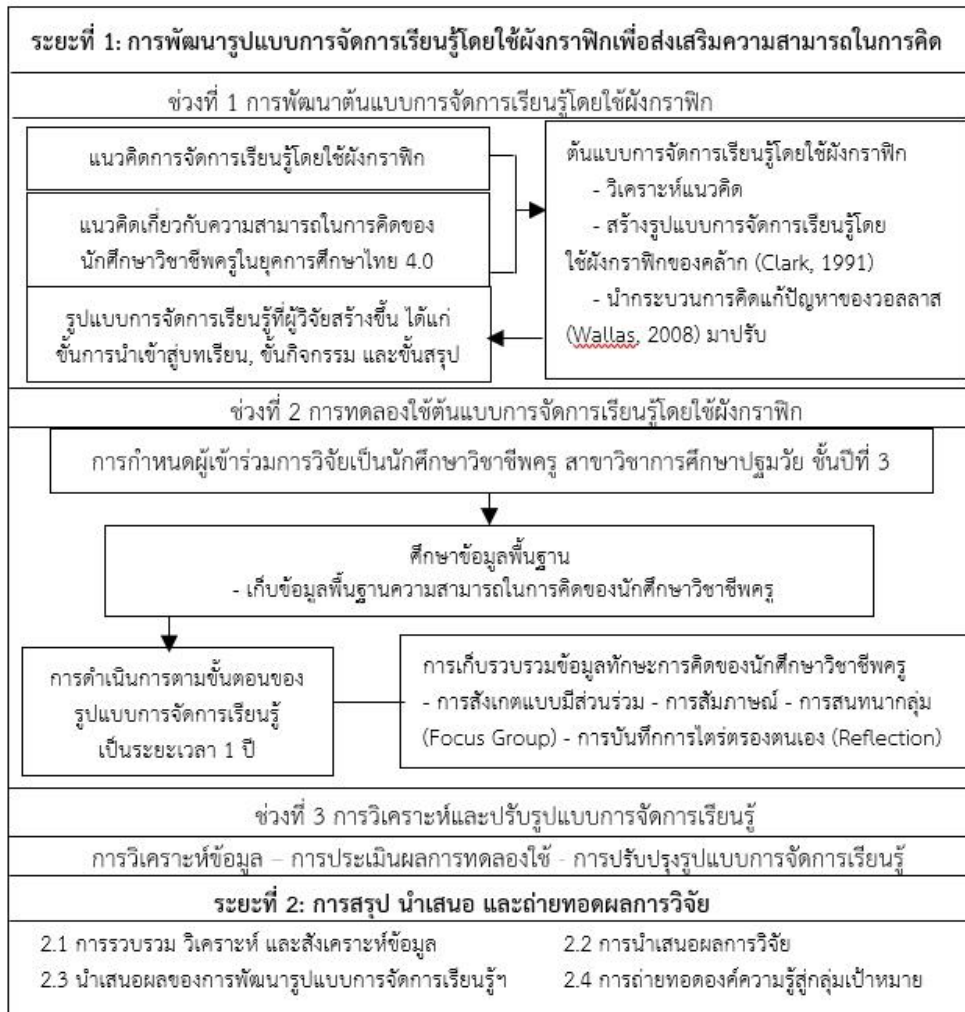 ระยะที่ 1: การพัฒนารูปแบบการจัดการเรียนรู้โดยใช้ผังกราฟิกเพื่อส่งเสริมความสามารถในการคิด
ช่วงที่ 1 การพัฒนาต้นแบบการจัดการเรียนรู้โดยใช้ผังกราฟิก
แนวคิดการจัดการเรียนรู้โดยใช้ผังกราฟิก
แนวคิดเกี่ยวกับความสามารถในการคิดของ
นักศึกษาวิชาชีพครูในยุคการศึกษาไทย 4.0
ต้นแบบการจัดการเรียนรู้โดยใช้ผังกราฟิก
- วิเคราะห์แนวคิด
- สร้างรูปแบบการจัดการเรียนรู้โดย
ใช้ผังกราฟิกของคล้าก (Clark, 1991)
- นำกระบวนการคิดแก้ปัญหาของวอลลาส
(Wallas, 2008) มาปรับ
รูปแบบการจัดการเรียนรู้ที่ผู้วิจัยสร้างขึ้น ได้แก่
ขั้นการนำเข้าสู่บทเรียน, ขั้นกิจกรรม และขั้นสรุป
ช่วงที่ 2 การทดลองใช้ต้นแบบการจัดการเรียนรู้โดยใช้ผังกราฟิก
การกำหนดผู้เข้าร่วมการวิจัยเป็นนักศึกษาวิชาชีพครู สาขาวิชาการศึกษาปฐมวัย ชั้นปีที่ 3
ศึกษาข้อมูลพื้นฐาน
- เก็บข้อมูลพื้นฐานความสามารถในการคิดของนักศึกษาวิชาชีพครู
การดำเนินการตามขั้นตอนของ
รูปแบบการจัดการเรียนรู้
เป็นระยะเวลา 1 ปี
การเก็บรวบรวมข้อมูลทักษะการคิดของนักศึกษาวิชาชีพครู
- การสังเกตแบบมีส่วนร่วม - การสัมภาษณ์ - การสนทนากลุ่ม
(Focus Group) - การบันทึกการไตร่ตรองตนเอง (Reflection)
ช่วงที่ 3 การวิเคราะห์และปรับรูปแบบการจัดการเรียนรู้
การวิเคราะห์ข้อมูล – การประเมินผลการทดลองใช้ - การปรับปรุงรูปแบบการจัดการเรียนรู้
ระยะที่ 2: การสรุป นำเสนอ และถ่ายทอดผลการวิจัย
2.1 การรวบรวม วิเคราะห์ และสังเคราะห์ข้อมูล
2.2 การนำเสนอผลการวิจัย
2.3 นำเสนอผลของการพัฒนารูปแบบการจัดการเรียนรู้ฯ
2.4 การถ่ายทอดองค์ความรู้สู่กลุ่มเป้าหมาย